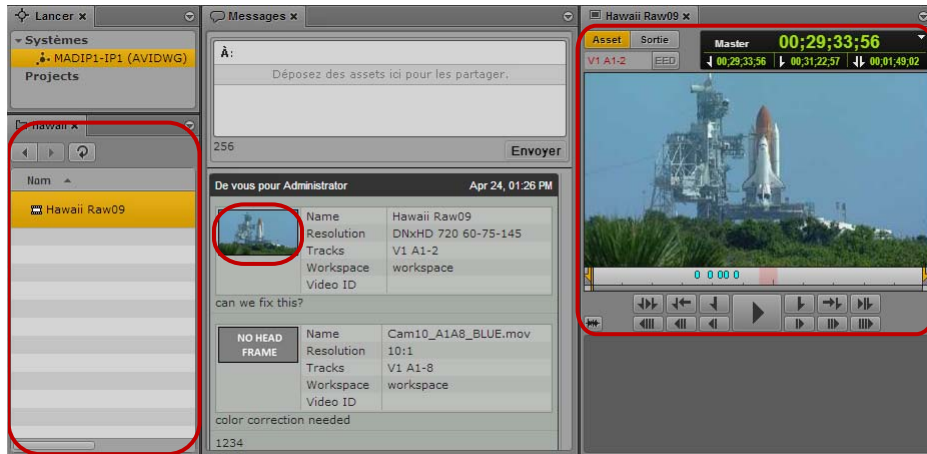 Lancer x
Systèmes
MADIP1-IP1 (AVIDWG)
Projects
Hawaii x
Nam
Hawaii Raw09
Messages x
À:
Déposez des assets ici pour les partager.
256
Envoyer
De vous pour Administrator Apr 24, 01:26 PM
Name Hawaii Raw09
Resolution DNxHD 720 60-75-145
Tracks V1 A1-2
Workspace workspace
Video ID
can we fix this?
NO HEAD
FRAME
Name Cam10_A1A8_BLUE.mov
Resolution 10:1
Tracks V1 A1-8
Workspace workspace
Video ID
color correction needed
1234
Hawaii Raw09 x
Asset Sortie
Master 00;29;33;56
V1 A1-2 EED 00;29;33;56 00;31;22;57 00;01;49;02
0 0 00 0